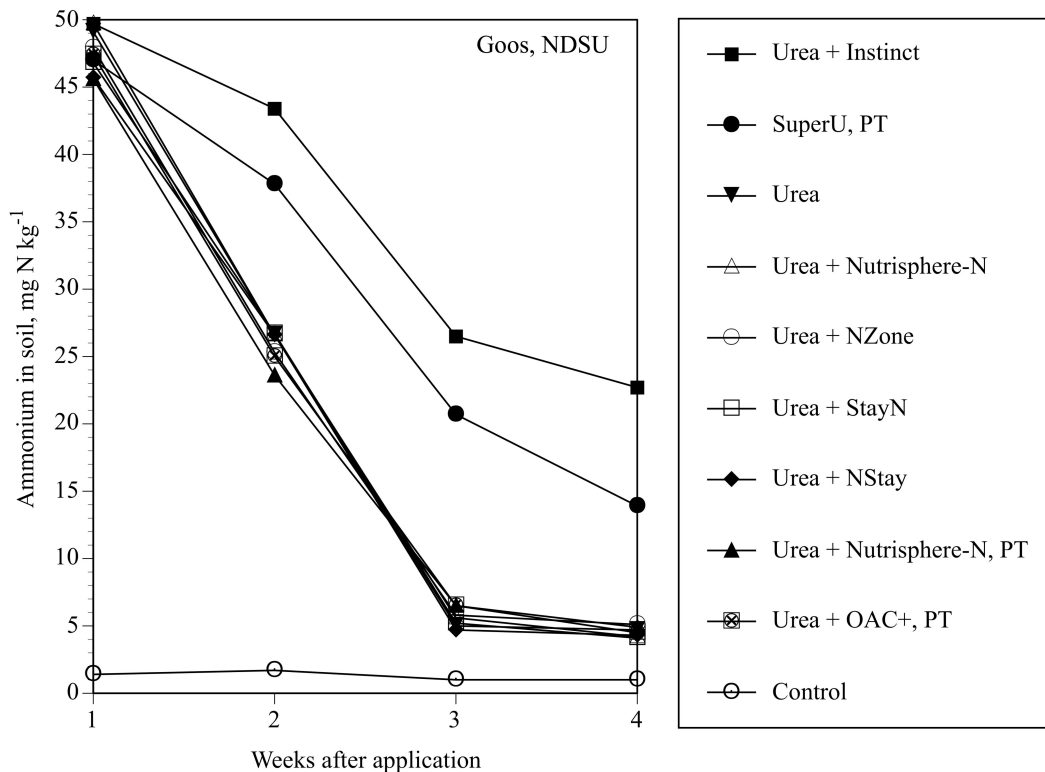 Goos, NDSU
50
45
40
35
30
25
20
15
10
5
0
Ammonium in soil, mg N kg⁻¹
1 2 3 4
Weeks after application
Urea + Instinct
SuperU, PT
Urea
Urea + Nutrisphere-N
Urea + NZone
Urea + StayN
Urea + NStay
Urea + Nutrisphere-N, PT
Urea + OAC+, PT
Control